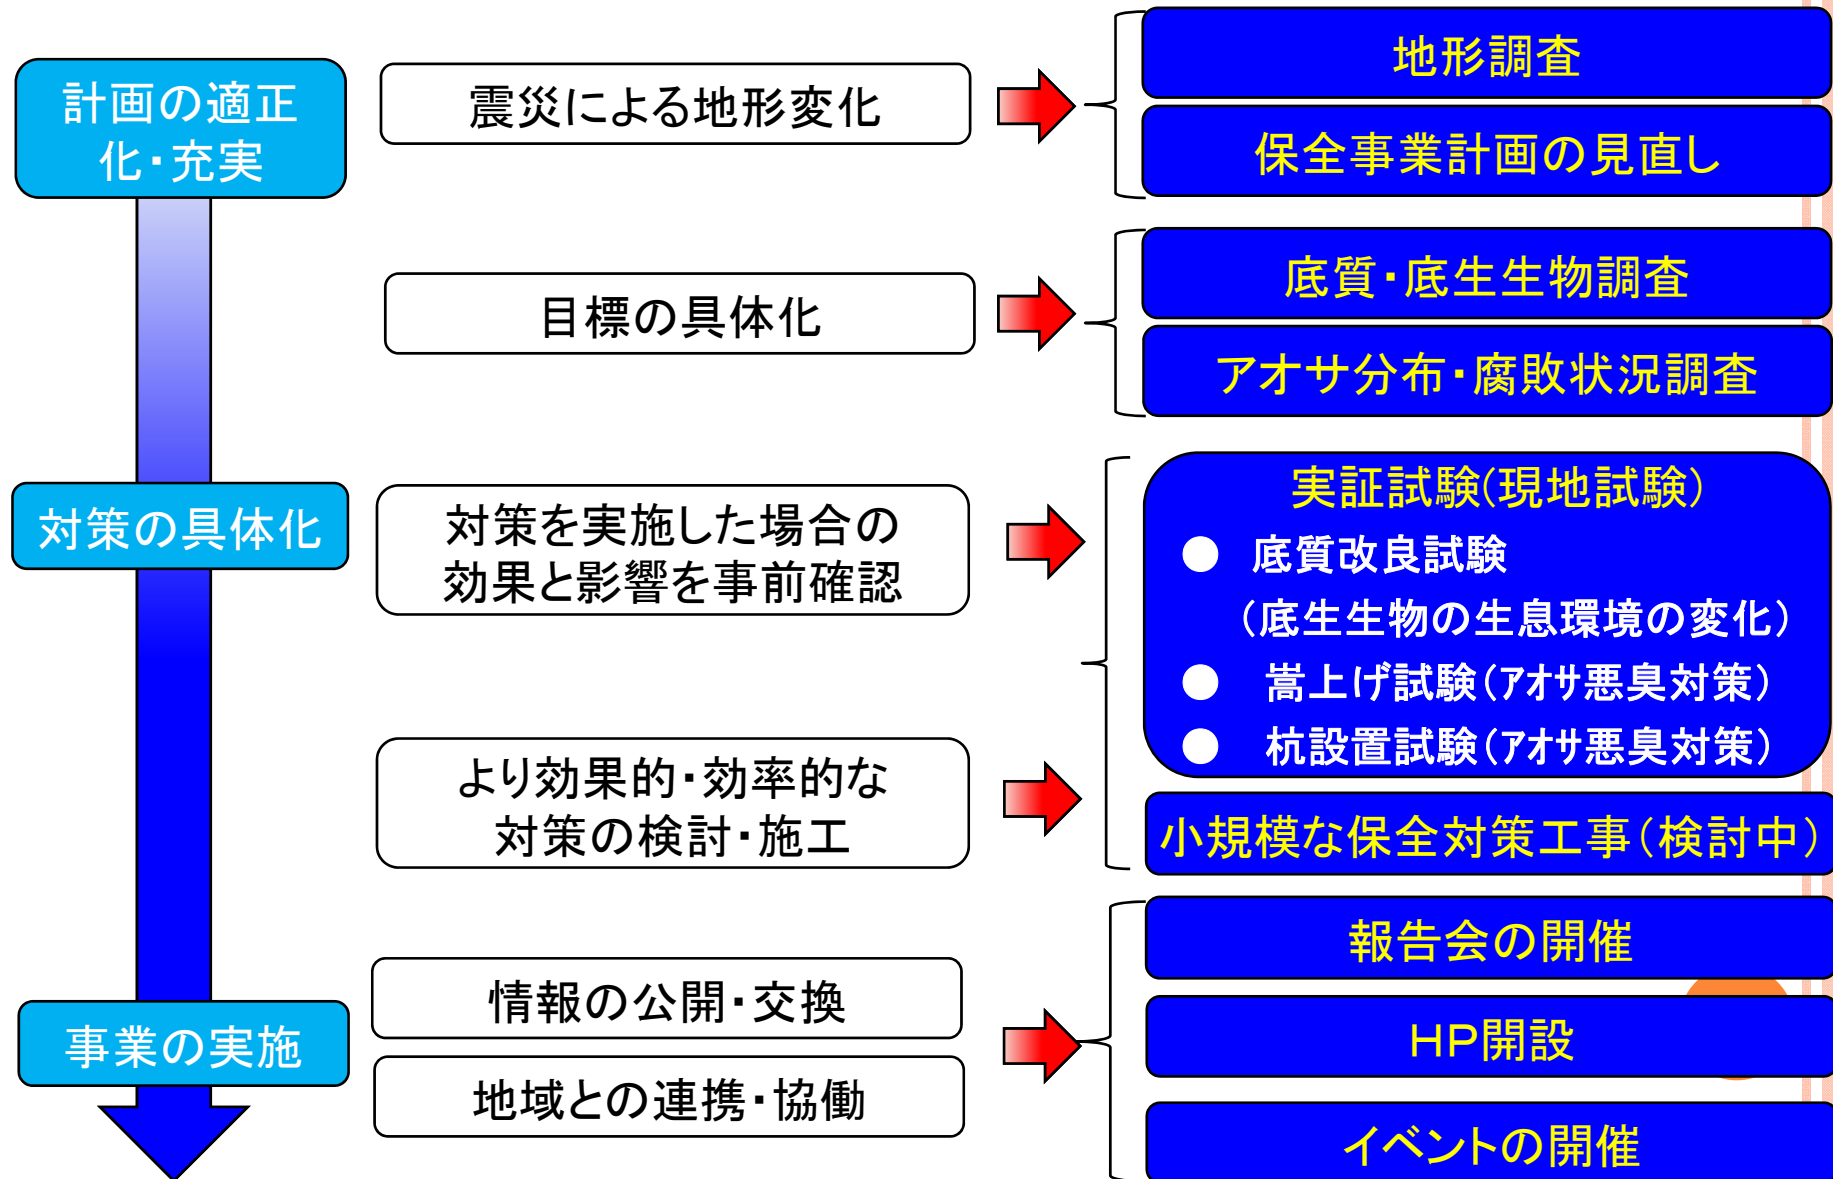 計画の適正
化・充実
震災による地形変化
地形調査
保全事業計画の見直し
目標の具体化
底質・底生生物調査
アオサ分布・腐敗状況調査
対策の具体化
対策を実施した場合の
効果と影響を事前確認
実証試験(現地試験)
● 底質改良試験
(底生生物の生息環境の変化)
● 嵩上げ試験(アオサ悪臭対策)
● 杭設置試験(アオサ悪臭対策)
より効果的・効率的な
対策の検討・施工
小規模な保全対策工事(検討中)
事業の実施
情報の公開・交換
地域との連携・協働
報告会の開催
HP開設
イベントの開催